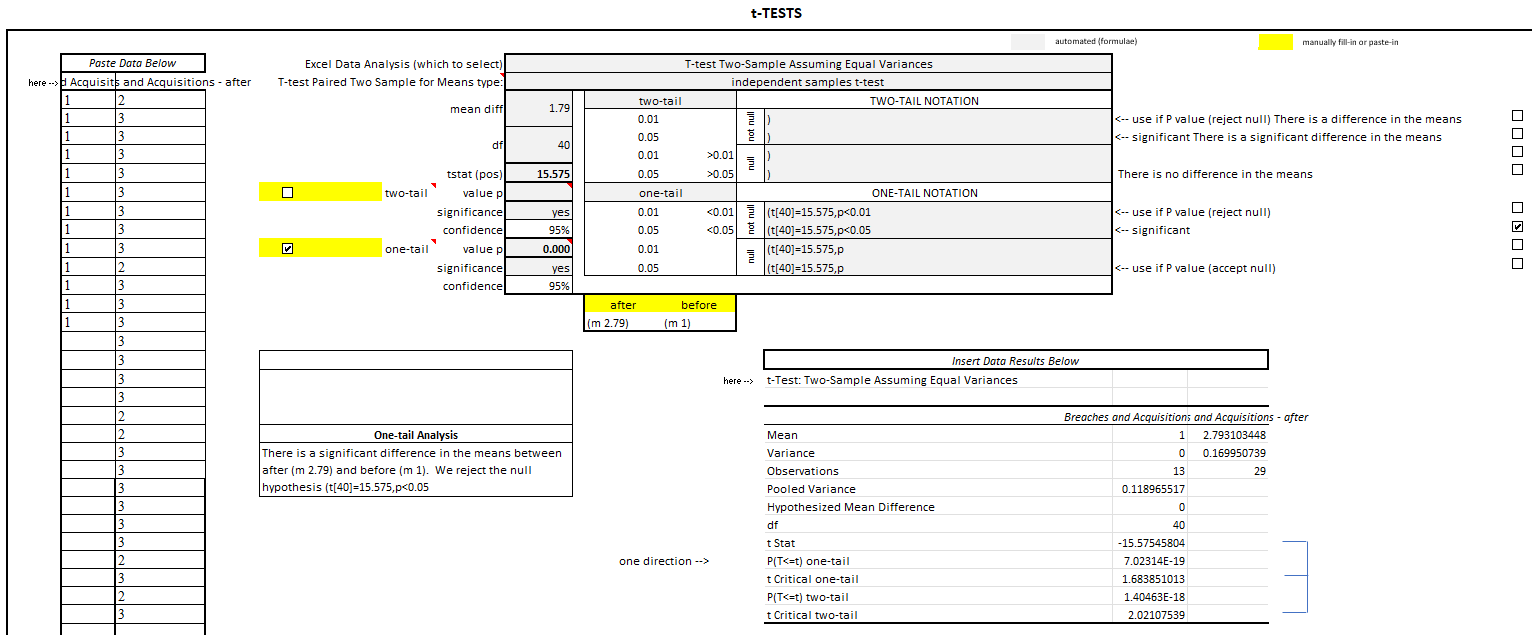 t-TESTS
automated (formulae) manually fill-in or paste-in
Paste Data Below Excel Data Analysis (which to select) T-test Two-Sample Assuming Equal Variances
here --> d Acquisits and Acquisitions - after T-test Paired Two Sample for Means type: independent samples t-test
1 2 two-tail TWO-TAIL NOTATION
mean diff 1.79
1 3 0.01 not null ) <-- use if P value (reject null) There is a difference in the means
1 3 0.05 ) <-- significant There is a significant difference in the means
df 40
1 3 0.01 >0.01 null )
1 3 tstat (pos) 15.575 0.05 >0.05 ) There is no difference in the means
1 3 two-tail value p one-tail ONE-TAIL NOTATION
1 3 significance yes 0.01 <0.01 not null (t[40]=15.575,p<0.01 <-- use if P value (reject null)
1 3 confidence 95% 0.05 <0.05 (t[40]=15.575,p<0.05 <-- significant
1 3 one-tail value p 0.000 0.01 null (t[40]=15.575,p
1 2 significance yes 0.05 (t[40]=15.575,p <-- use if P value (accept null)
1 3 confidence 95%
1 3 after before
1 3 (m 2.79) (m 1)
3
3 Insert Data Results Below
3 here --> t-Test: Two-Sample Assuming Equal Variances
3
2 Breaches and Acquisitions and Acquisitions - after
2 One-tail Analysis Mean 1 2.793103448
3 There is a significant difference in the means between Variance 0 0.169950739
3 after (m 2.79) and before (m 1). We reject the null Observations 13 29
3 hypothesis (t[40]=15.575,p<0.05 Pooled Variance 0.118965517
3 Hypothesized Mean Difference 0
3 df 40
3 t Stat -15.57545804
2 one direction --> P(T<=t) one-tail 7.02314E-19
3 t Critical one-tail 1.683851013
2 P(T<=t) two-tail 1.40463E-18
3 t Critical two-tail 2.02107539